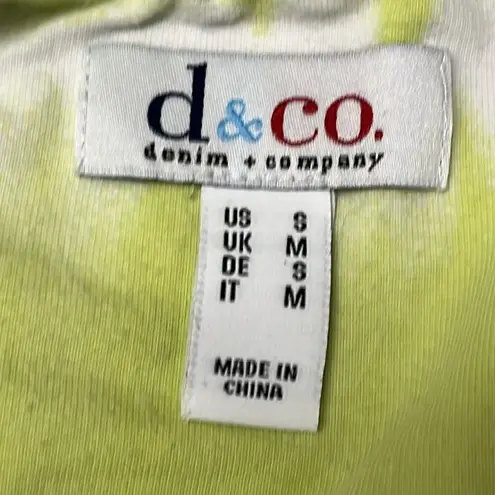 d&co.
denim + company
US S
UK M
DE S
IT M
MADE IN
CHINA